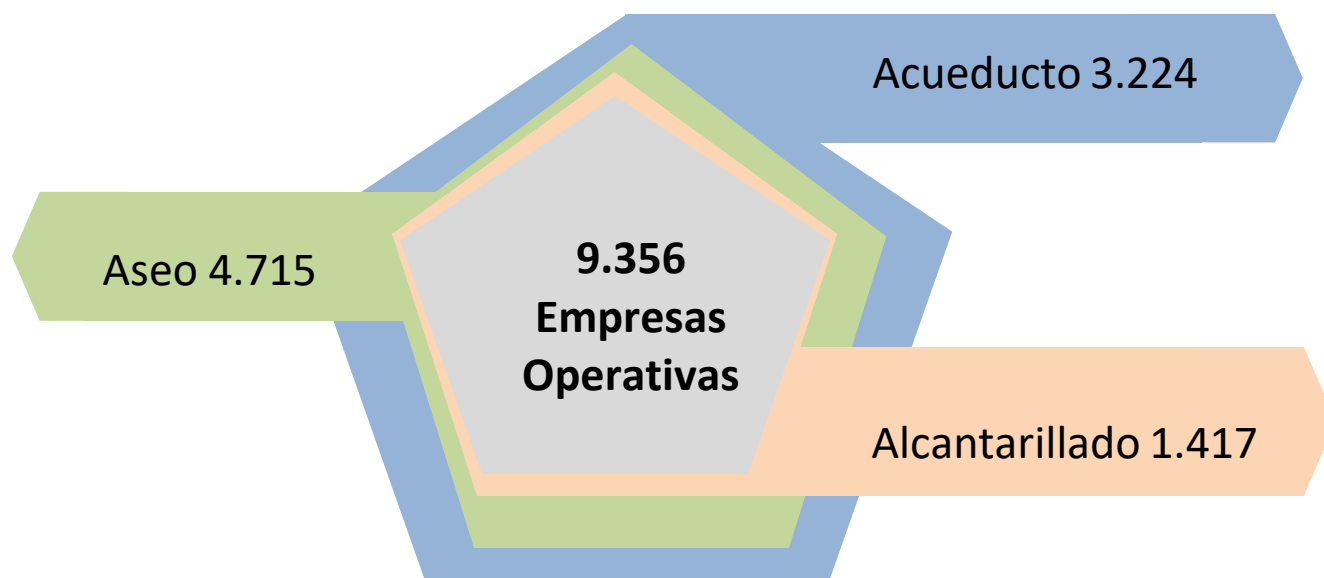 Acueducto 3.224
Aseo 4.715
9.356
Empresas
Operativas
Alcantarillado 1.417